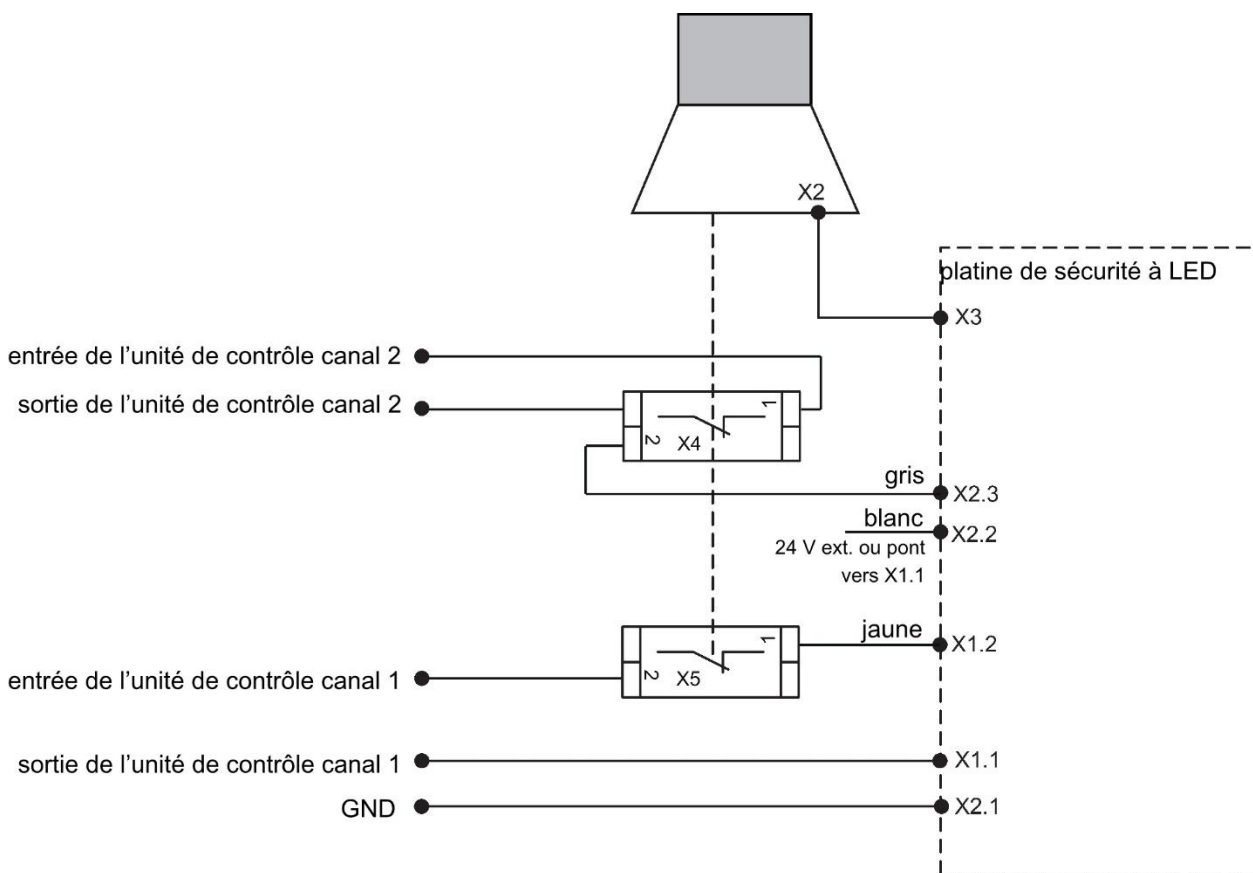 X2
platine de sécurité à LED
X3
entrée de l’unité de contrôle canal 2
sortie de l’unité de contrôle canal 2
1
2
X4
gris
X2.3
blanc
X2.2
24 V ext. ou pont
vers X1.1
jaune
X1.2
1
2
X5
entrée de l’unité de contrôle canal 1
sortie de l’unité de contrôle canal 1
X1.1
GND
X2.1